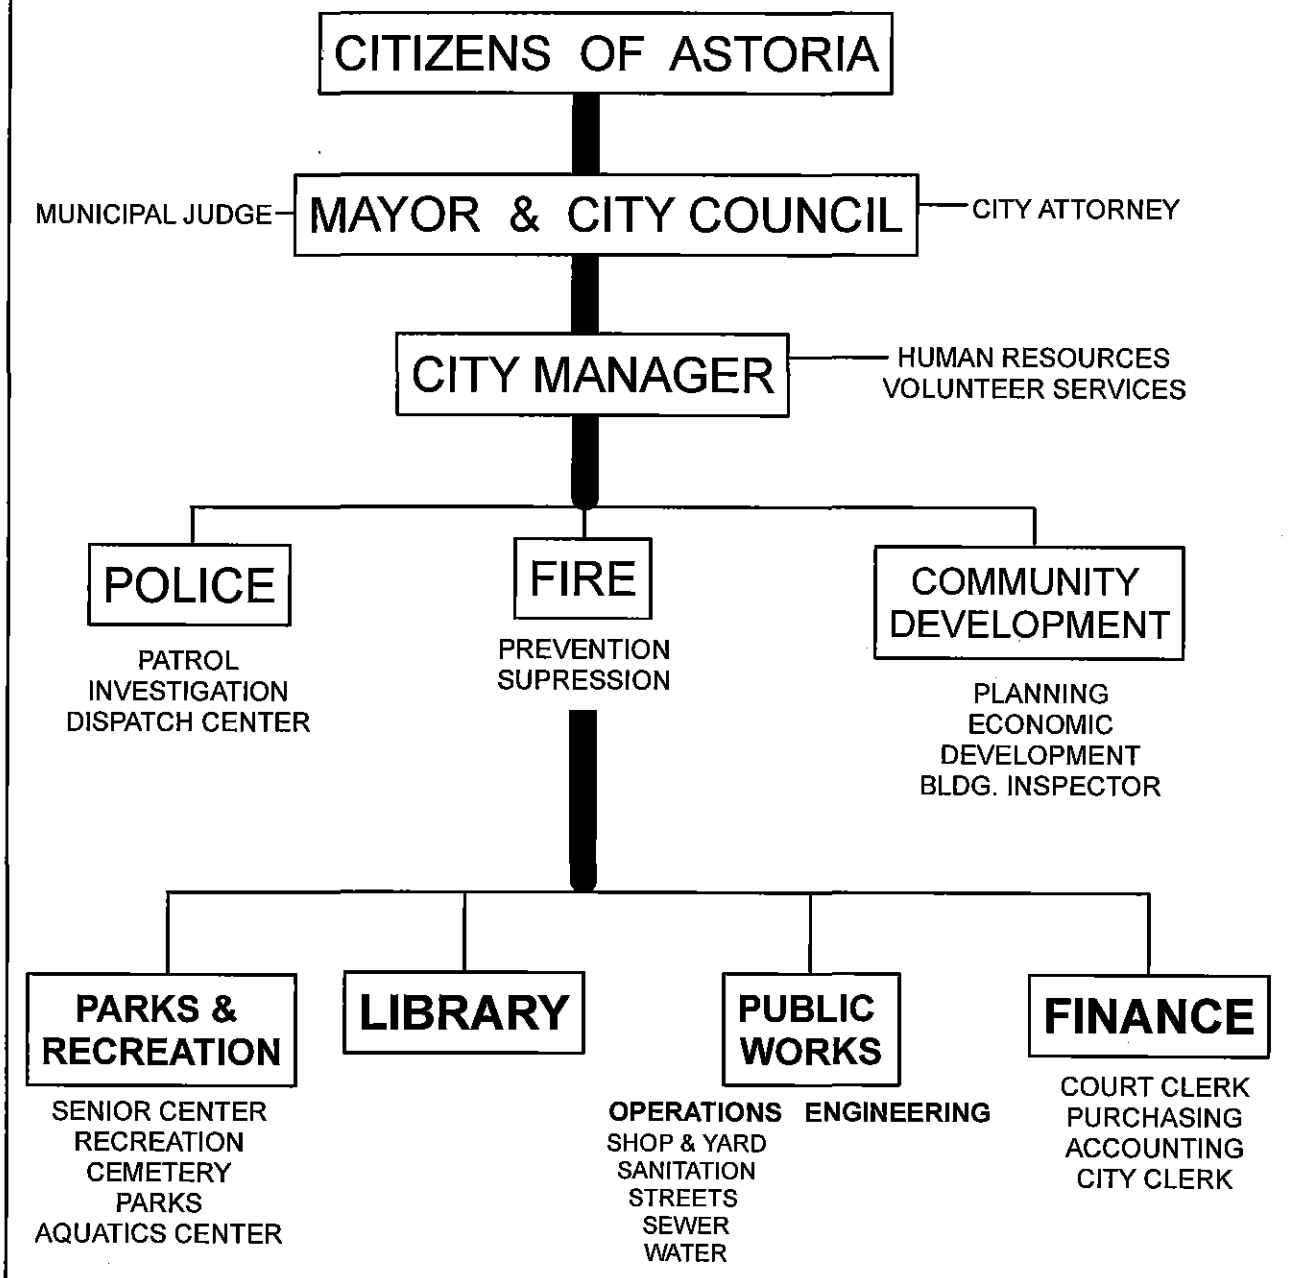 CITIZENS OF ASTORIA
MUNICIPAL JUDGE
MAYOR & CITY COUNCIL
CITY ATTORNEY
CITY MANAGER
HUMAN RESOURCES
VOLUNTEER SERVICES
POLICE
PATROL
INVESTIGATION
DISPATCH CENTER
FIRE
PREVENTION
SUPRESSION
COMMUNITY
DEVELOPMENT
PLANNING
ECONOMIC
DEVELOPMENT
BLDG. INSPECTOR
PARKS &
RECREATION
SENIOR CENTER
RECREATION
CEMETERY
PARKS
AQUATICS CENTER
LIBRARY
PUBLIC
WORKS
OPERATIONS ENGINEERING
SHOP & YARD
SANITATION
STREETS
SEWER
WATER
FINANCE
COURT CLERK
PURCHASING
ACCOUNTING
CITY CLERK